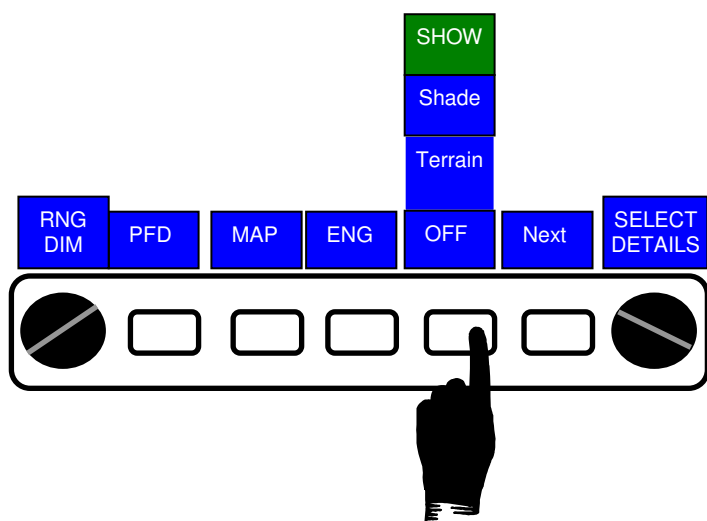 SHOW
Shade
Terrain
RNG
DIM
PFD
MAP
ENG
OFF
Next
SELECT
DETAILS